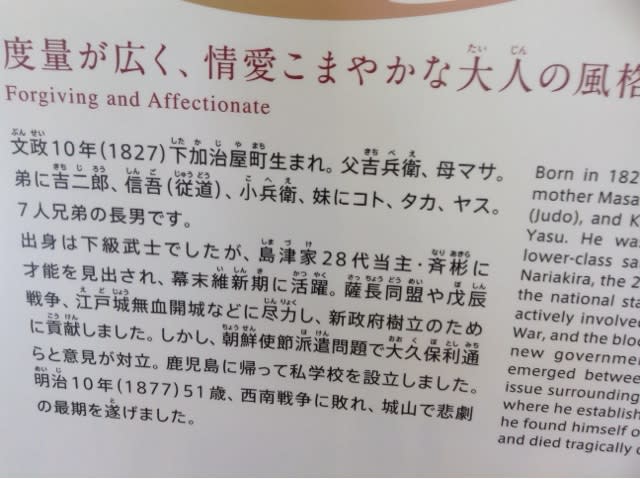 度量が広く、情愛こまやかな大人の風格
Forgiving and Affectionate
文政10年(1827)下加治屋町生まれ。父吉兵衛、母マサ。
弟に吉二郎、信吾(従道)、小兵衛、妹にコト、タカ、ヤス。
7人兄弟の長男です。
出身は下級武士でしたが、島津家28代当主・斉彬に
才能を見出され、幕末維新期に活躍。薩長同盟や戊辰
戦争、江戸城無血開城などに尽力し、新政府樹立のため
に貢献しました。しかし、朝鮮使節派遣問題で大久保利通
らと意見が対立。鹿児島に帰って私学校を設立しました。
明治10年(1877)51歳、西南戦争に敗れ、城山で悲劇
の最期を遂げました。
Born in 182
mother Masa
(Judo), and K
Yasu. He wa
lower-class sa
Nariakira, the 2
the national sta
actively involved
War, and the bloo
new governme
emerged betwee
issue surrounding
where he establish
he found himself o
and died tragically